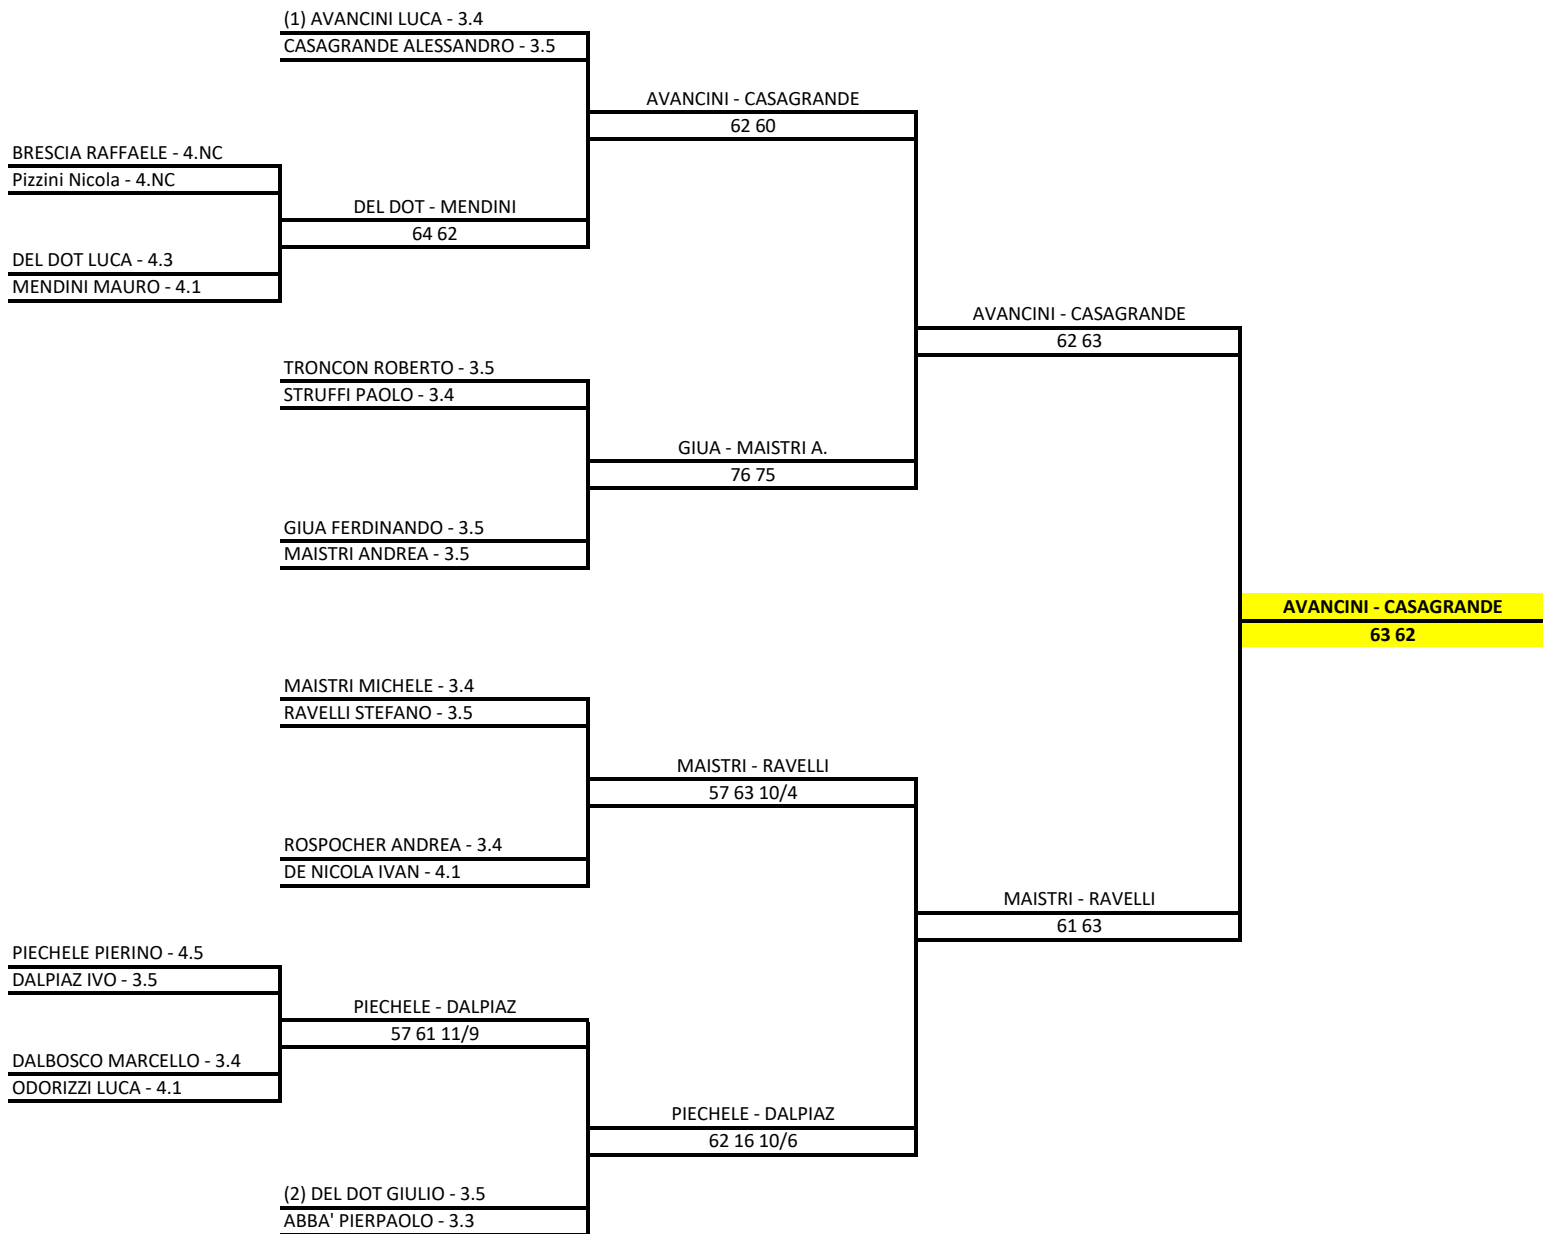 (1) AVANCINI LUCA - 3.4
CASAGRANDE ALESSANDRO - 3.5
AVANCINI - CASAGRANDE
62 60
BRESCIA RAFFAELE - 4.NC
Pizzini Nicola - 4.NC
DEL DOT - MENDINI
64 62
DEL DOT LUCA - 4.3
MENDINI MAURO - 4.1
AVANCINI - CASAGRANDE
62 63
TRONCON ROBERTO - 3.5
STRUFFI PAOLO - 3.4
GIUA - MAISTRI A.
76 75
GIUA FERDINANDO - 3.5
MAISTRI ANDREA - 3.5
AVANCINI - CASAGRANDE
63 62
MAISTRI MICHELE - 3.4
RAVELLI STEFANO - 3.5
MAISTRI - RAVELLI
57 63 10/4
ROSPOCHER ANDREA - 3.4
DE NICOLA IVAN - 4.1
MAISTRI - RAVELLI
61 63
PIECHELE PIERINO - 4.5
DALPIAZ IVO - 3.5
PIECHELE - DALPIAZ
57 61 11/9
DALBOSCO MARCELLO - 3.4
ODORIZZI LUCA - 4.1
PIECHELE - DALPIAZ
62 16 10/6
(2) DEL DOT GIULIO - 3.5
ABBA' PIERPAOLO - 3.3